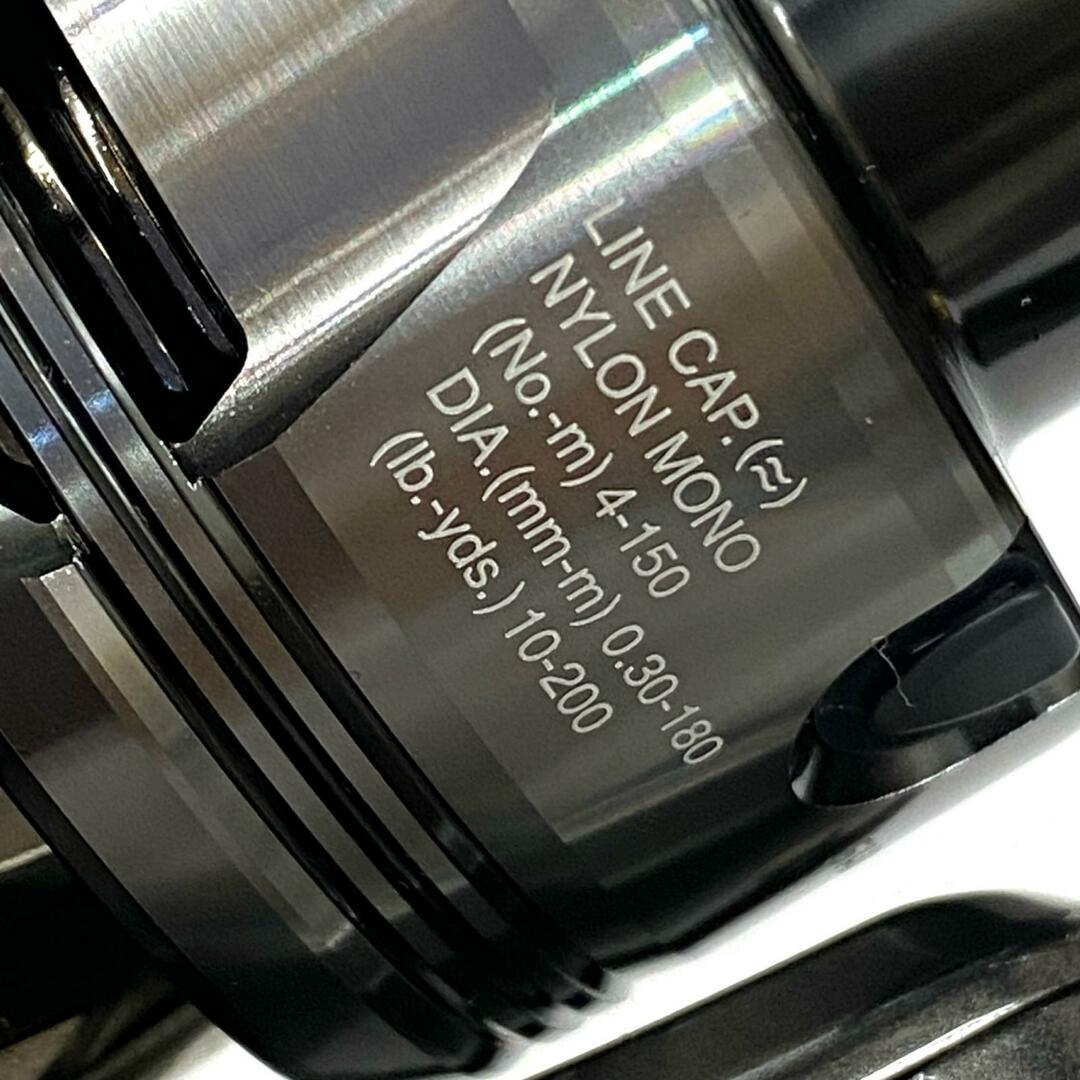 LINE CAP.(≈)
NYLON MONO
(No.-m) 4-150
DIA.(mm-m) 0.30-180
(lb.-yds.) 10-200